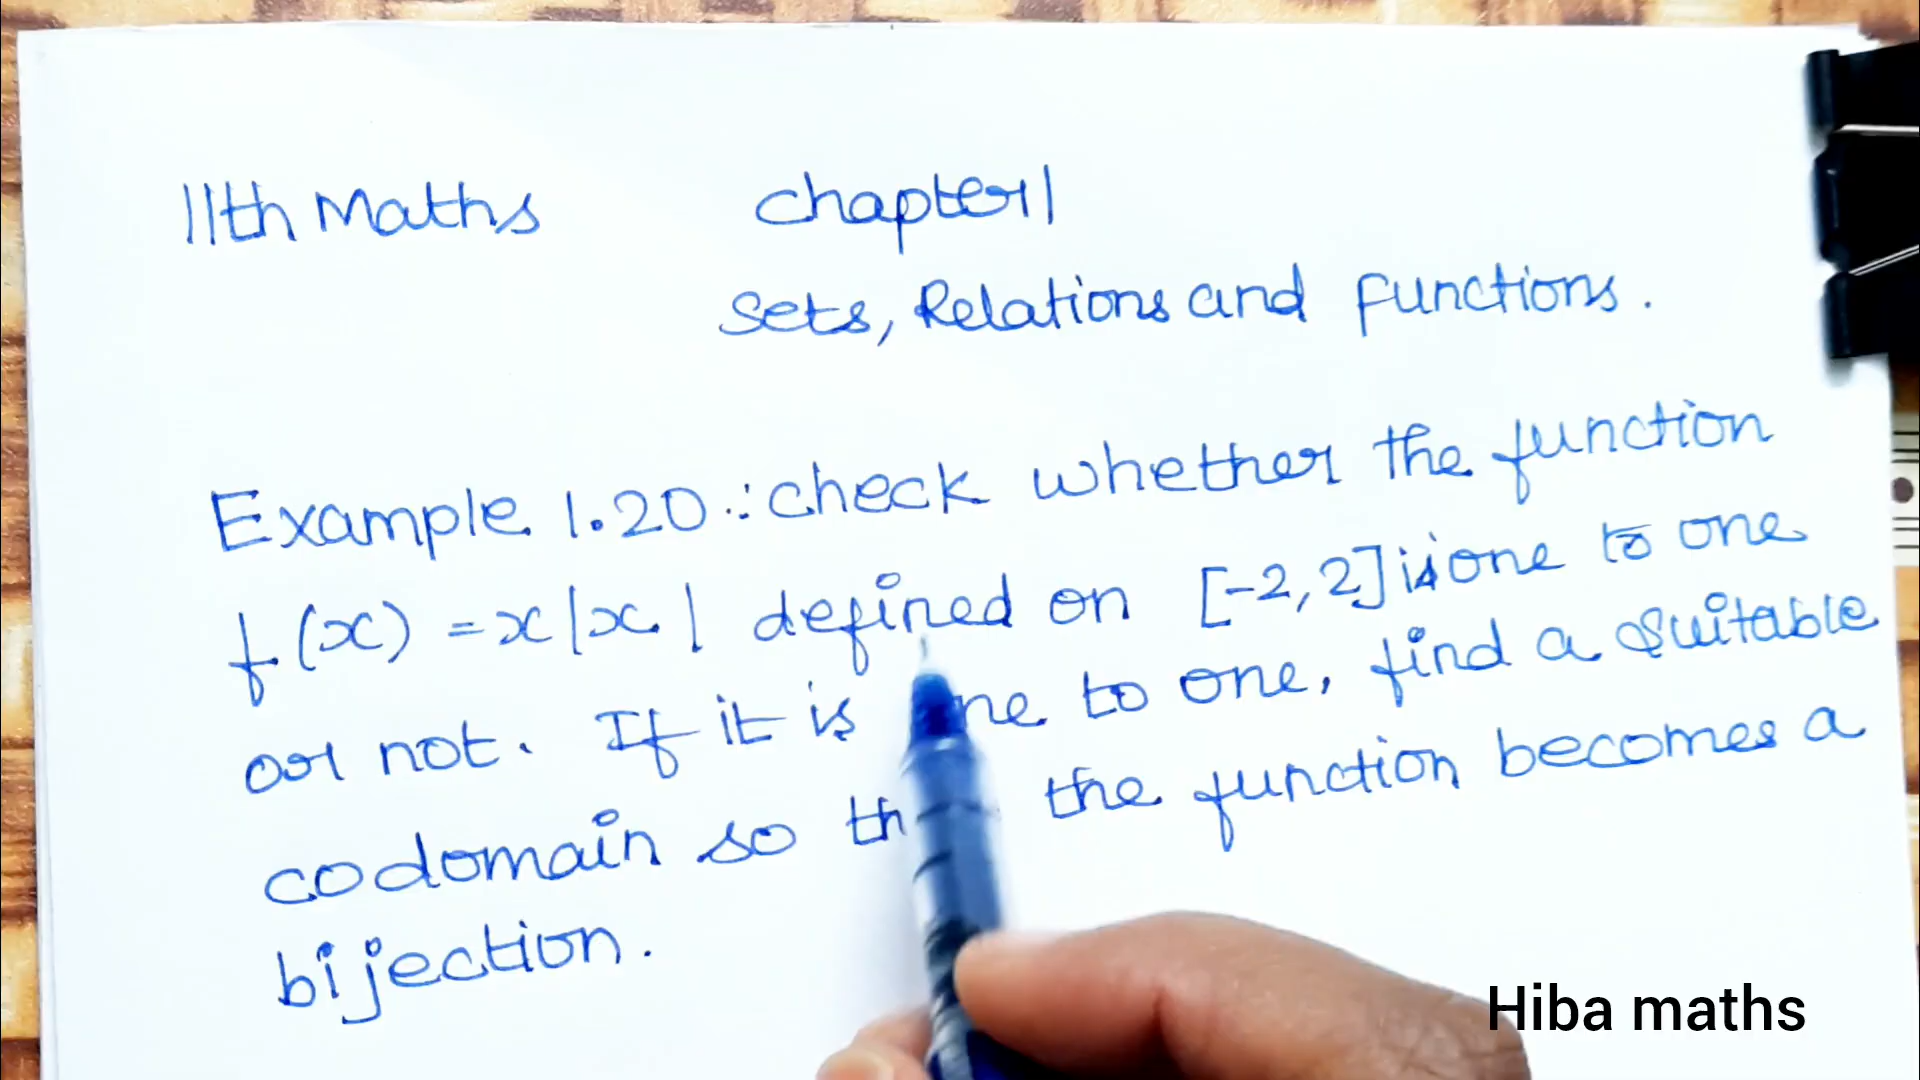 11th Maths chapter 1
Sets, Relations and Functions.
Example 1.20 : check whether the function
f(x) = x|x| defined on [-2,2] is one to one
or not. If it is ne to one, find a suitable
codomain so th the function becomes a
bijection.
Hiba maths